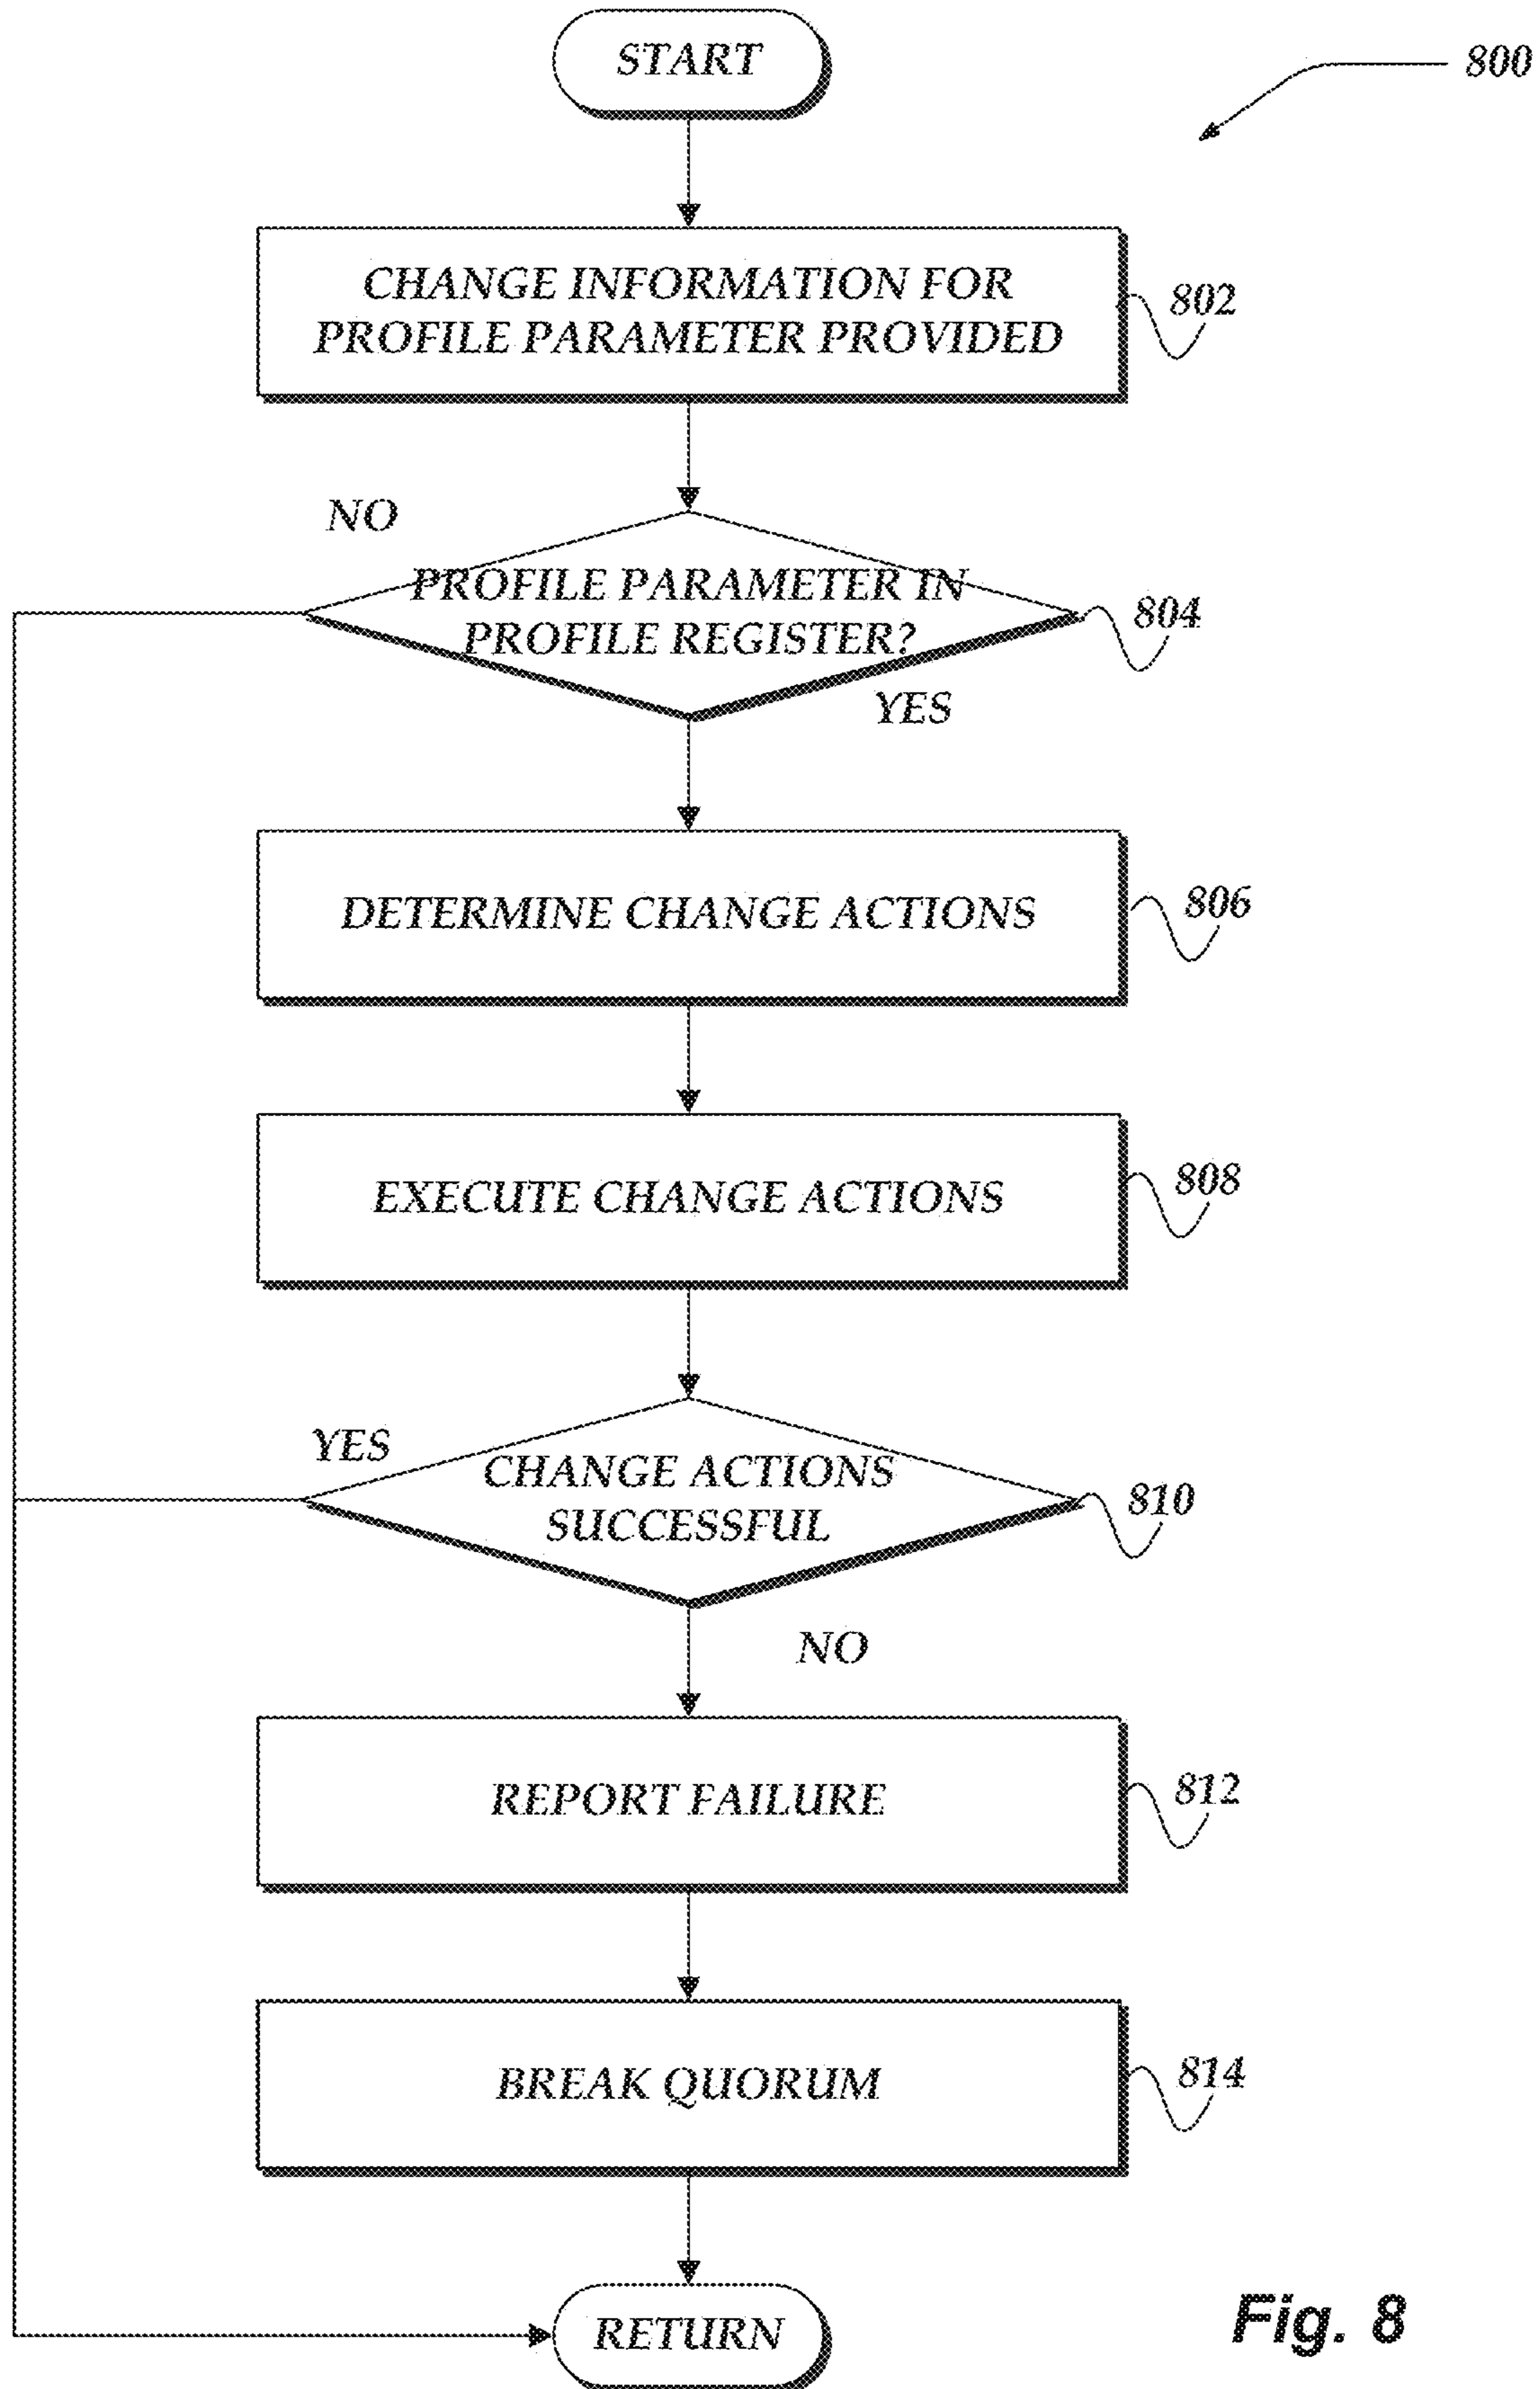 START
800
CHANGE INFORMATION FOR
PROFILE PARAMETER PROVIDED
802
NO
PROFILE PARAMETER IN
PROFILE REGISTER?
804
YES
DETERMINE CHANGE ACTIONS
806
EXECUTE CHANGE ACTIONS
808
YES
CHANGE ACTIONS
SUCCESSFUL
810
NO
REPORT FAILURE
812
BREAK QUORUM
814
RETURN
Fig. 8